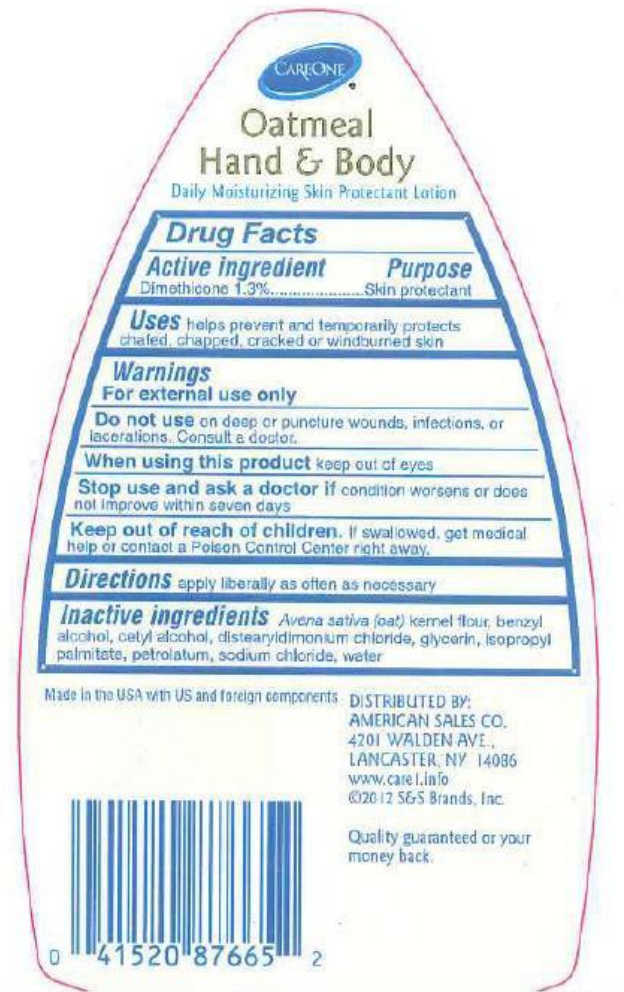 CAREONE
Oatmeal
Hand & Body
Daily Moisturizing Skin Protectant Lotion
Drug Facts
Active ingredient Purpose
Dimethicone 1.3%......................Skin protectant
Uses helps prevent and temporarily protects
chafed, chapped, cracked or windburned skin
Warnings
For external use only
Do not use on deep or puncture wounds, infections, or
lacerations. Consult a doctor.
When using this product keep out of eyes
Stop use and ask a doctor if condition worsens or does
not improve within seven days
Keep out of reach of children. If swallowed, get medical
help or contact a Poison Control Center right away.
Directions apply liberally as often as necessary
Inactive ingredients Avena sativa (oat) kernel flour, benzyl
alcohol, cetyl alcohol, distearyldimonium chloride, glycerin, isopropyl
palmitate, petrolatum, sodium chloride, water
Made in the USA with US and foreign components
DISTRIBUTED BY:
AMERICAN SALES CO.
4201 WALDEN AVE.,
LANCASTER, NY 14086
www.care1.info
©2012 S&S Brands, Inc.
Quality guaranteed or your
money back.
0 41520 87665 2